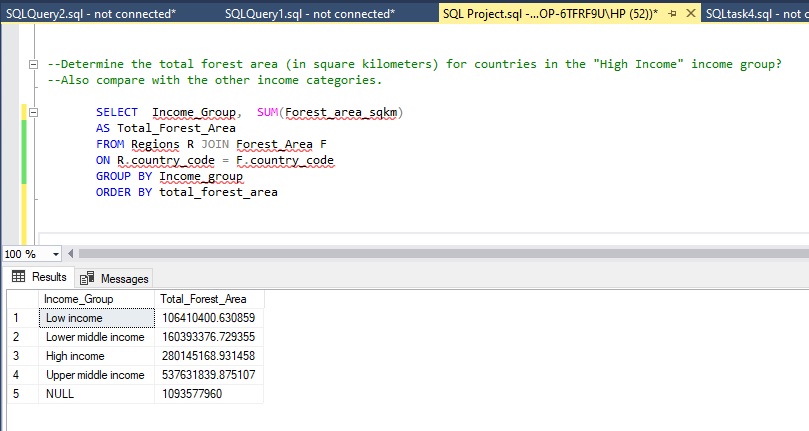 SQLQuery2.sql - not connected* SQLQuery1.sql - not connected* SQL Project.sql -...OP-6TFRF9U\HP (52))* SQLtask4.sql - not c
--Determine the total forest area (in square kilometers) for countries in the "High Income" income group?
--Also compare with the other income categories.
SELECT Income_Group, SUM(Forest_area_sqkm)
AS Total_Forest_Area
FROM Regions R JOIN Forest_Area F
ON R.country_code = F.country_code
GROUP BY Income_group
ORDER BY total_forest_area
100 %
Results Messages
Income_Group Total_Forest_Area
1 Low income 106410400.630859
2 Lower middle income 160393376.729355
3 High income 280145168.931458
4 Upper middle income 537631839.875107
5 NULL 1093577960